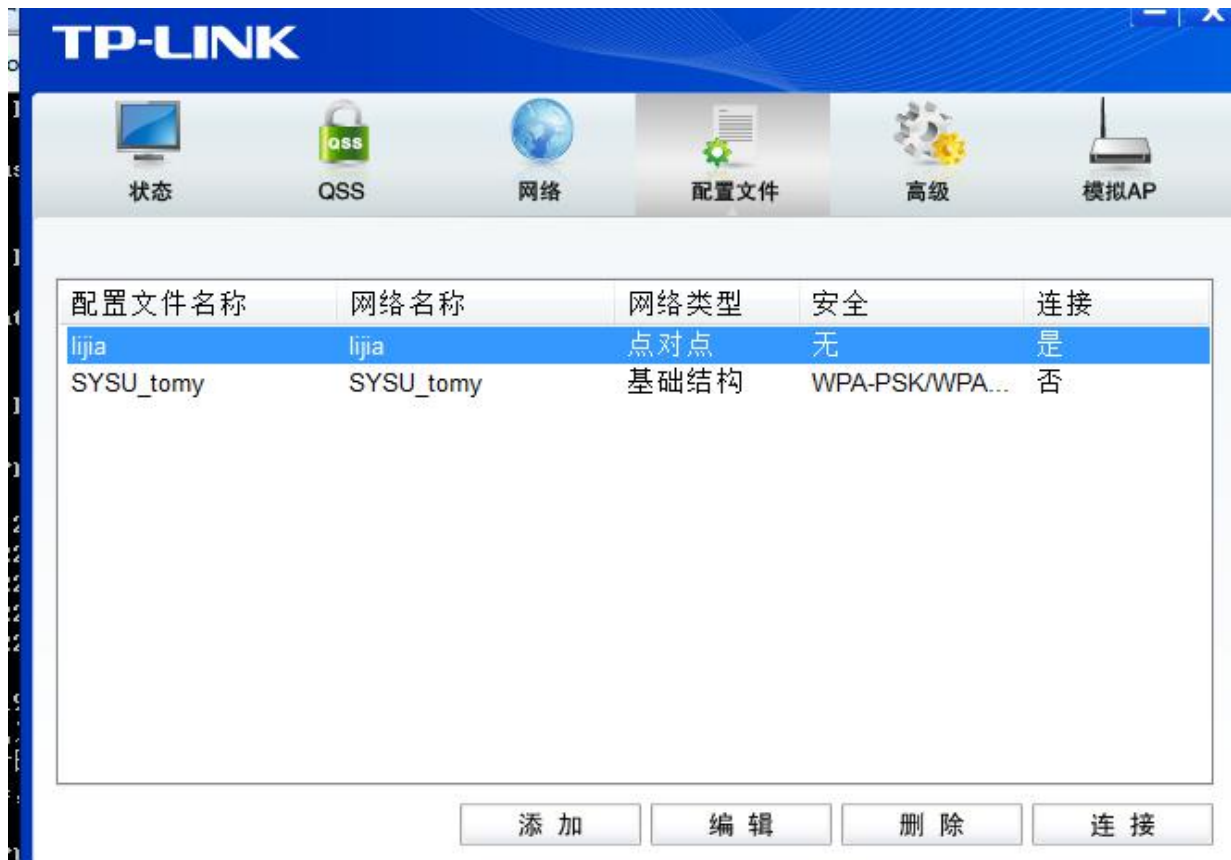 TP-LINK
QSS
状态 QSS 网络 配置文件 高级 模拟AP
配置文件名称 网络名称 网络类型 安全 连接
lijia lijia 点对点 无 是
SYSU_tomy SYSU_tomy 基础结构 WPA-PSK/WPA... 否
添加 编辑 删除 连接